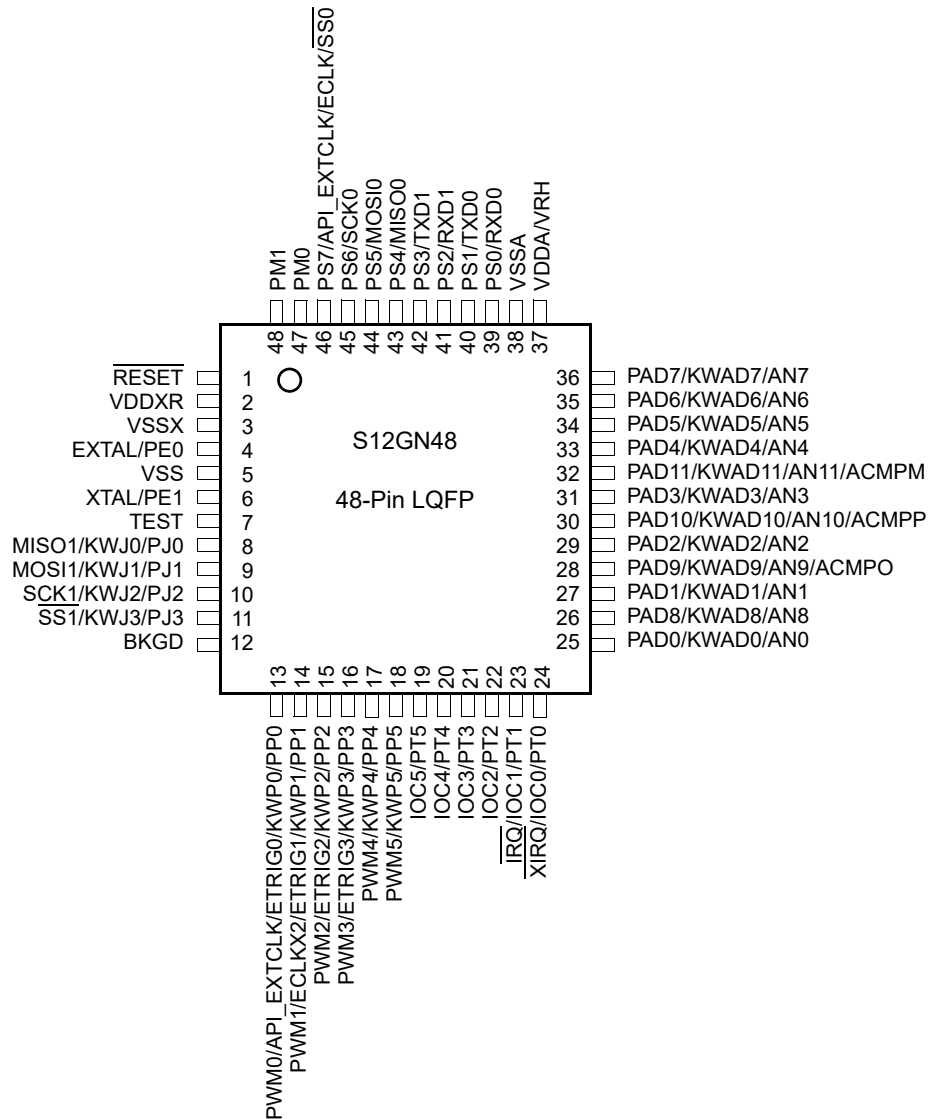 PM1
PM0
PS7/API_EXTCLK/ECLK/SS0
PS6/SCK0
PS5/MOSI0
PS4/MISO0
PS3/TXD1
PS2/RXD1
PS1/TXD0
PS0/RXD0
VSSA
VDDA/VRH
48
47
46
45
44
43
42
41
40
39
38
37
RESET 1
VDDXR 2
VSSX 3
EXTAL/PE0 4
VSS 5
XTAL/PE1 6
TEST 7
MISO1/KWJ0/PJ0 8
MOSI1/KWJ1/PJ1 9
SCK1/KWJ2/PJ2 10
SS1/KWJ3/PJ3 11
BKGD 12
S12GN48
48-Pin LQFP
36 PAD7/KWAD7/AN7
35 PAD6/KWAD6/AN6
34 PAD5/KWAD5/AN5
33 PAD4/KWAD4/AN4
32 PAD11/KWAD11/AN11/ACMPM
31 PAD3/KWAD3/AN3
30 PAD10/KWAD10/AN10/ACMPP
29 PAD2/KWAD2/AN2
28 PAD9/KWAD9/AN9/ACMPO
27 PAD1/KWAD1/AN1
26 PAD8/KWAD8/AN8
25 PAD0/KWAD0/AN0
13
14
15
16
17
18
19
20
21
22
23
24
PWM0/API_EXTCLK/ETRIG0/KWP0/PP0
PWM1/ECLKX2/ETRIG1/KWP1/PP1
PWM2/ETRIG2/KWP2/PP2
PWM3/ETRIG3/KWP3/PP3
PWM4/KWP4/PP4
PWM5/KWP5/PP5
IOC5/PT5
IOC4/PT4
IOC3/PT3
IOC2/PT2
IRQ/IOC1/PT1
XIRQ/IOC0/PT0